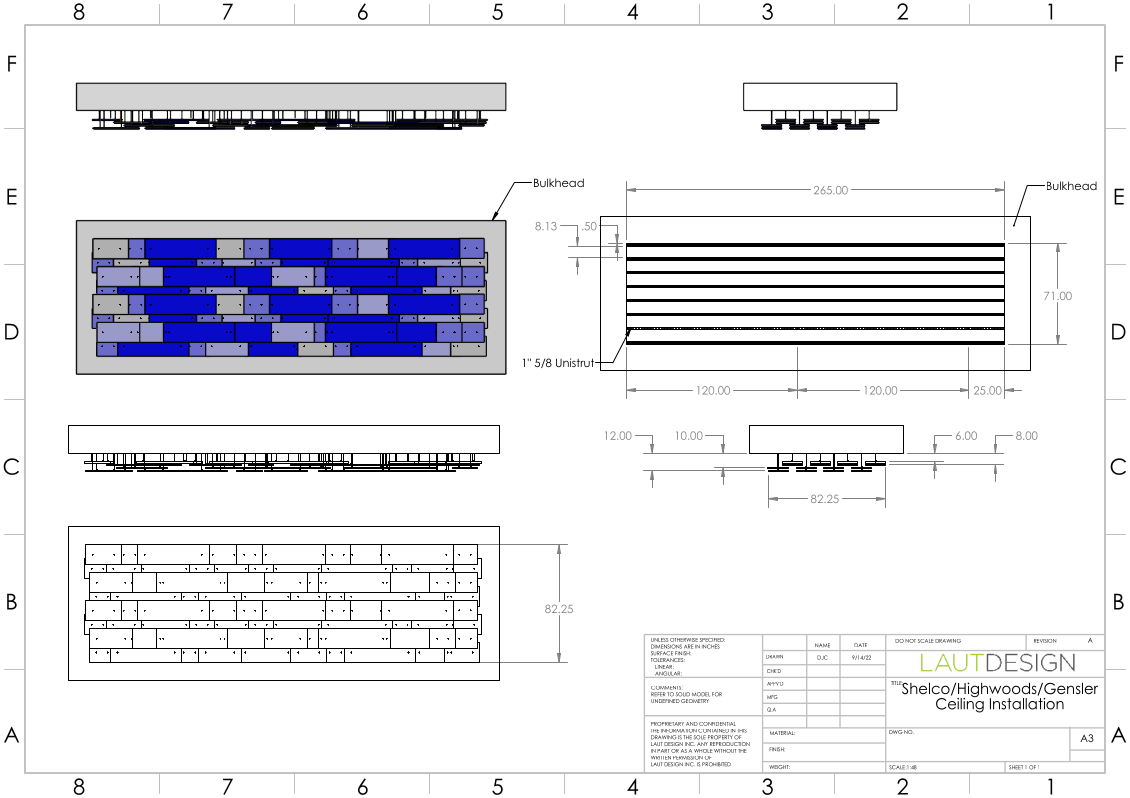 8 7 6 5 4 3 2 1
F F
E E
D D
C C
B B
A A
8 7 6 5 4 3 2 1
Bulkhead
Bulkhead
265.00
8.13 .50
71.00
1" 5/8 Unistrut
120.00 120.00 25.00
12.00 10.00 6.00 8.00
82.25
82.25
UNLESS OTHERWISE SPECIFIED:
DIMENSIONS ARE IN INCHES
SURFACE FINISH:
TOLERANCES:
LINEAR:
ANGULAR:
COMMENTS:
REFER TO SOLID MODEL FOR
UNDEFINED GEOMETRY
PROPRIETARY AND CONFIDENTIAL
THE INFORMATION CONTAINED IN THIS
DRAWING IS THE SOLE PROPERTY OF
LAUT DESIGN INC. ANY REPRODUCTION
IN PART OR AS A WHOLE WITHOUT THE
WRITTEN PERMISSION OF
LAUT DESIGN INC. IS PROHIBITED
NAME DATE
DRAWN DJC 9/14/22
CHK'D
APPV'D
MFG
Q.A
MATERIAL:
FINISH:
WEIGHT:
DO NOT SCALE DRAWING REVISION A
LAUTDESIGN
TITLE:
Shelco/Highwoods/Gensler
Ceiling Installation
DWG NO.
A3
SCALE:1:48 SHEET 1 OF 1